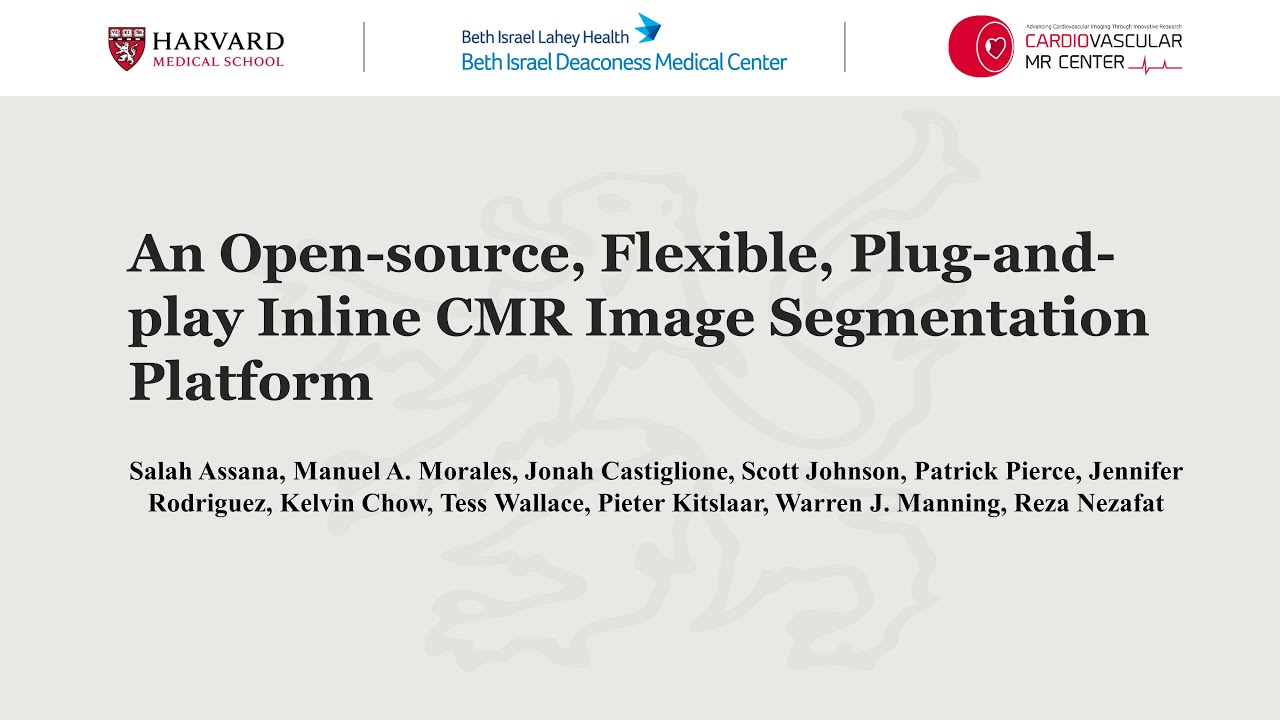 HARVARD
MEDICAL SCHOOL
Beth Israel Lahey Health
Beth Israel Deaconess Medical Center
Advancing Cardiovascular Imaging Through Innovative Research
CARDIOVASCULAR
MR CENTER
An Open-source, Flexible, Plug-and-
play Inline CMR Image Segmentation
Platform
Salah Assana, Manuel A. Morales, Jonah Castiglione, Scott Johnson, Patrick Pierce, Jennifer
Rodriguez, Kelvin Chow, Tess Wallace, Pieter Kitslaar, Warren J. Manning, Reza Nezafat